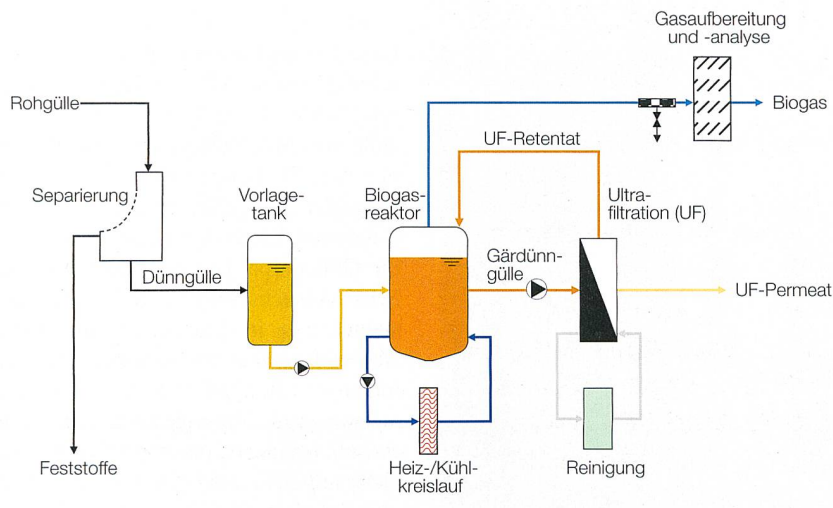 Gasaufbereitung
und -analyse
Rohgülle
Biogas
UF-Retentat
Separierung
Vorlage-
tank
Biogas-
reaktor
Ultra-
filtration (UF)
Gärdünn-
gülle
Dünngülle
UF-Permeat
Feststoffe
Heiz-/Kühl-
kreislauf
Reinigung